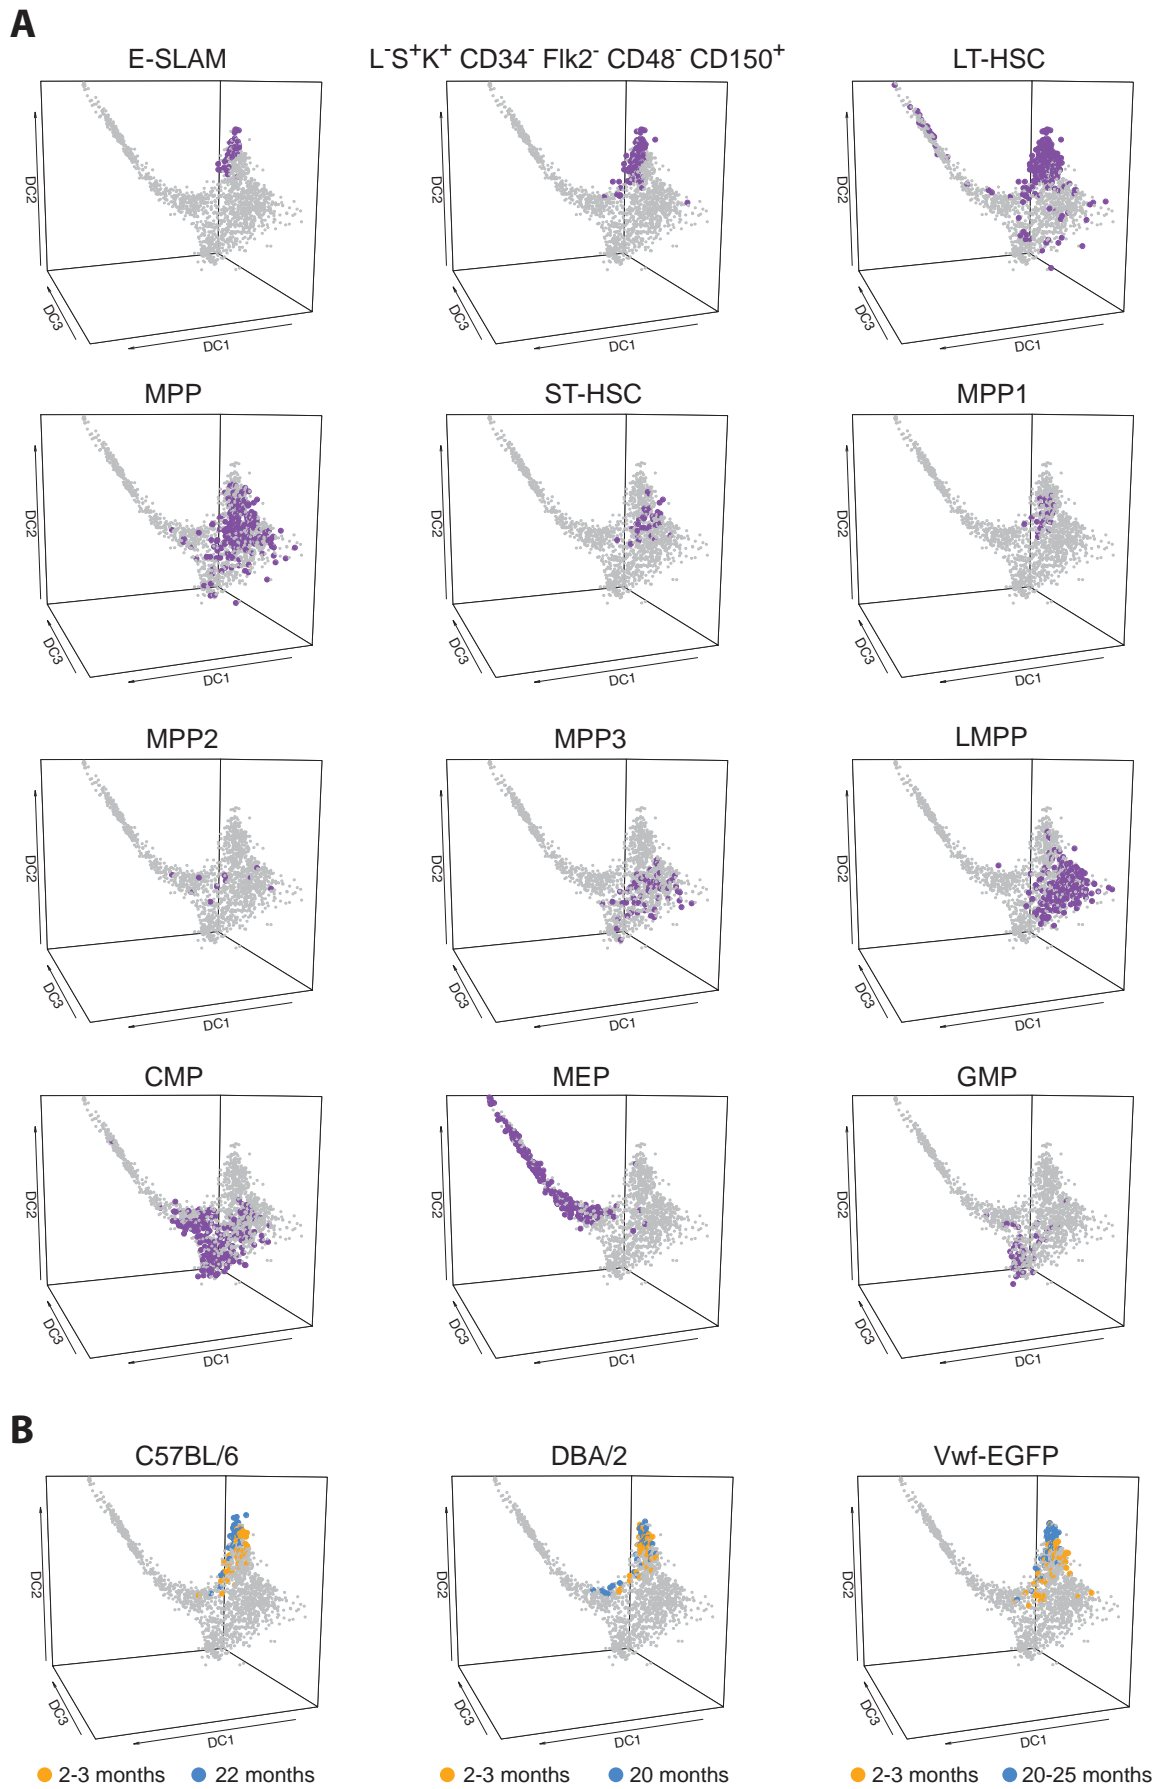 A
E-SLAM
L⁻S⁺K⁺ CD34⁻ Flk2⁻ CD48⁻ CD150⁺
LT-HSC
DC2
DC3
DC1
DC2
DC3
DC1
DC2
DC3
DC1
MPP
ST-HSC
MPP1
DC2
DC3
DC1
DC2
DC3
DC1
DC2
DC3
DC1
MPP2
MPP3
LMPP
DC2
DC3
DC1
DC2
DC3
DC1
DC2
DC3
DC1
CMP
MEP
GMP
DC2
DC3
DC1
DC2
DC3
DC1
DC2
DC3
DC1
B
C57BL/6
DBA/2
Vwf-EGFP
DC2
DC3
DC1
DC2
DC3
DC1
DC2
DC3
DC1
2-3 months 22 months
2-3 months 20 months
2-3 months 20-25 months